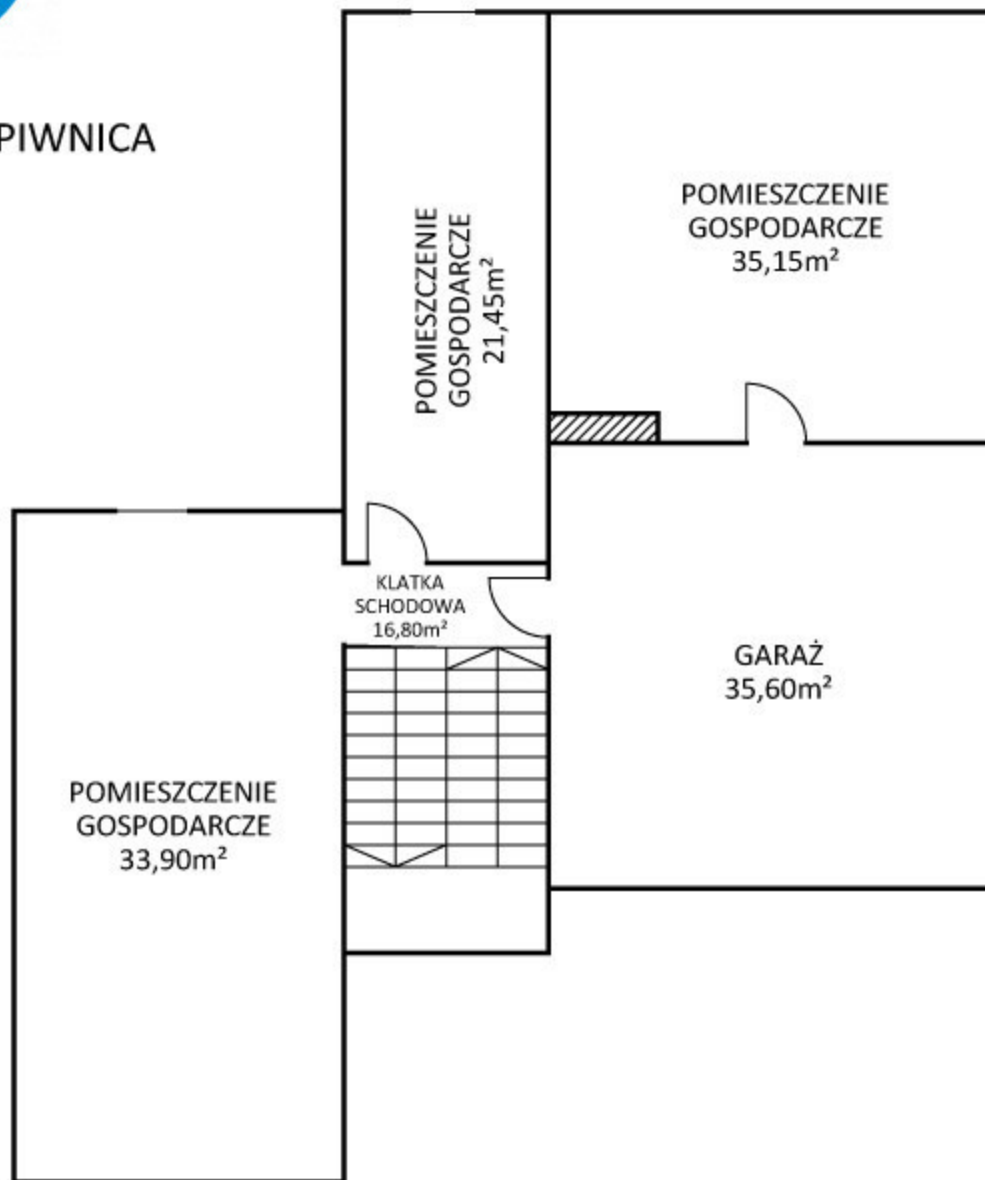 PIWNICA
POMIESZCZENIE
GOSPODARCZE
21,45m²
POMIESZCZENIE
GOSPODARCZE
35,15m²
KLATKA
SCHODOWA
16,80m²
GARAŻ
35,60m²
POMIESZCZENIE
GOSPODARCZE
33,90m²